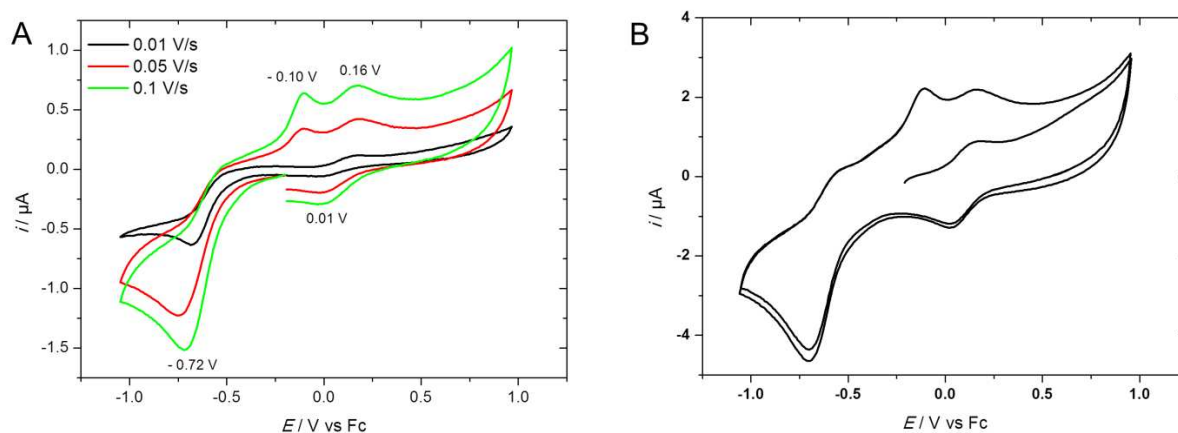 A
0.01 V/s
0.05 V/s
0.1 V/s
- 0.10 V
0.16 V
0.01 V
- 0.72 V
1.0
0.5
0.0
-0.5
-1.0
-1.5
i / µA
-1.0 -0.5 0.0 0.5 1.0
E / V vs Fc
B
4
2
0
-2
-4
i / µA
-1.0 -0.5 0.0 0.5 1.0
E / V vs Fc